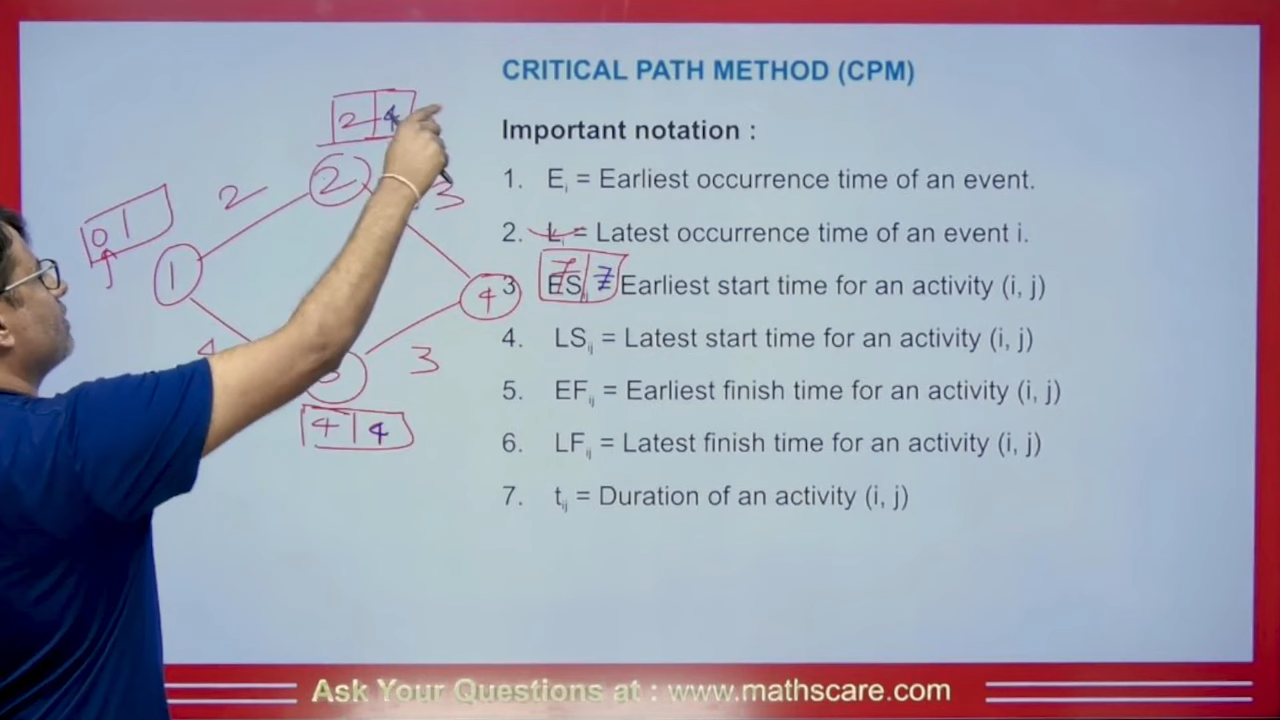 CRITICAL PATH METHOD (CPM)
Important notation :
1. Eᵢ = Earliest occurrence time of an event.
2. Lᵢ = Latest occurrence time of an event i.
3 ESᵢⱼ Earliest start time for an activity (i, j)
4. LSᵢⱼ = Latest start time for an activity (i, j)
5. EFᵢⱼ = Earliest finish time for an activity (i, j)
6. LFᵢⱼ = Latest finish time for an activity (i, j)
7. tᵢⱼ = Duration of an activity (i, j)
2 4
2
2
3
0
1
7 7
4
4
3
4 4
Ask Your Questions at : www.mathscare.com